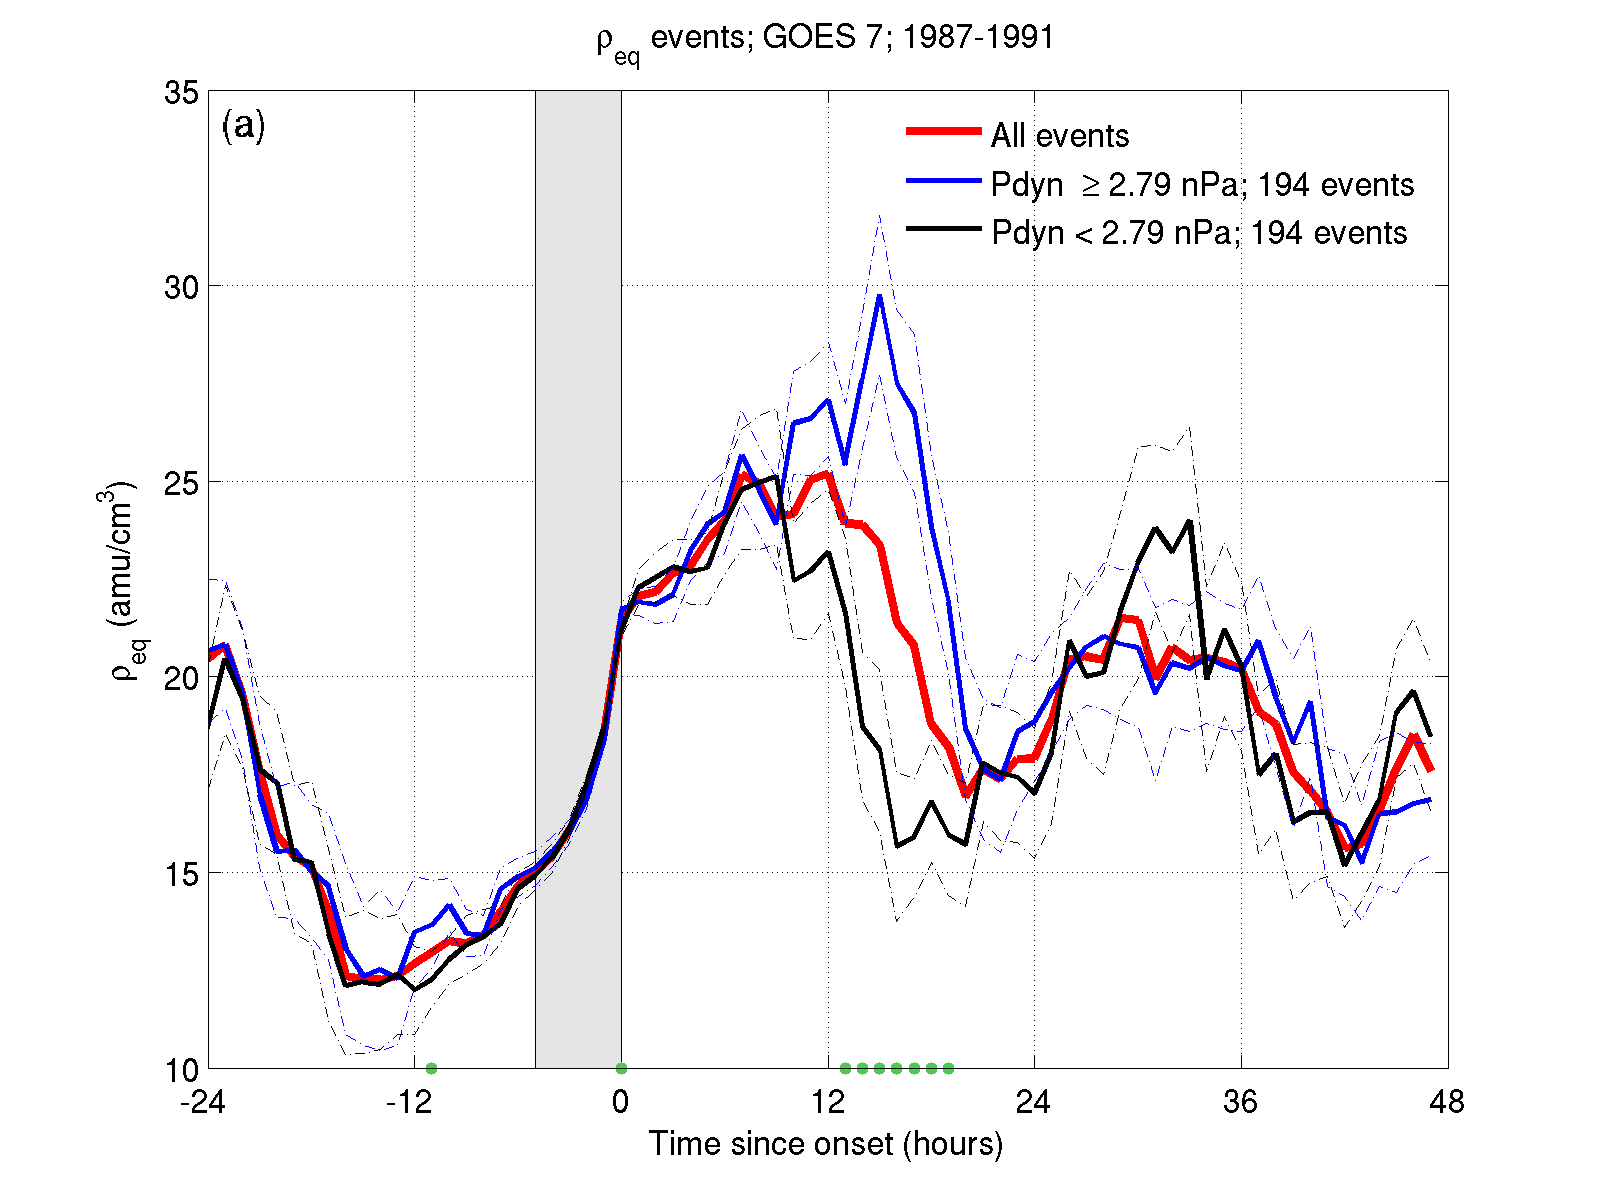 ρeq events; GOES 7; 1987-1991
(a)
All events
Pdyn ≥ 2.79 nPa; 194 events
Pdyn < 2.79 nPa; 194 events
35
30
25
20
15
10
ρeq (amu/cm³)
-24 -12 0 12 24 36 48
Time since onset (hours)